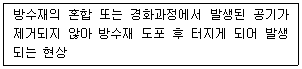 방수재의 혼합 또는 경화과정에서 발생된 공기가
제거되지 않아 방수재 도포 후 터지게 되어 발생
되는 현상